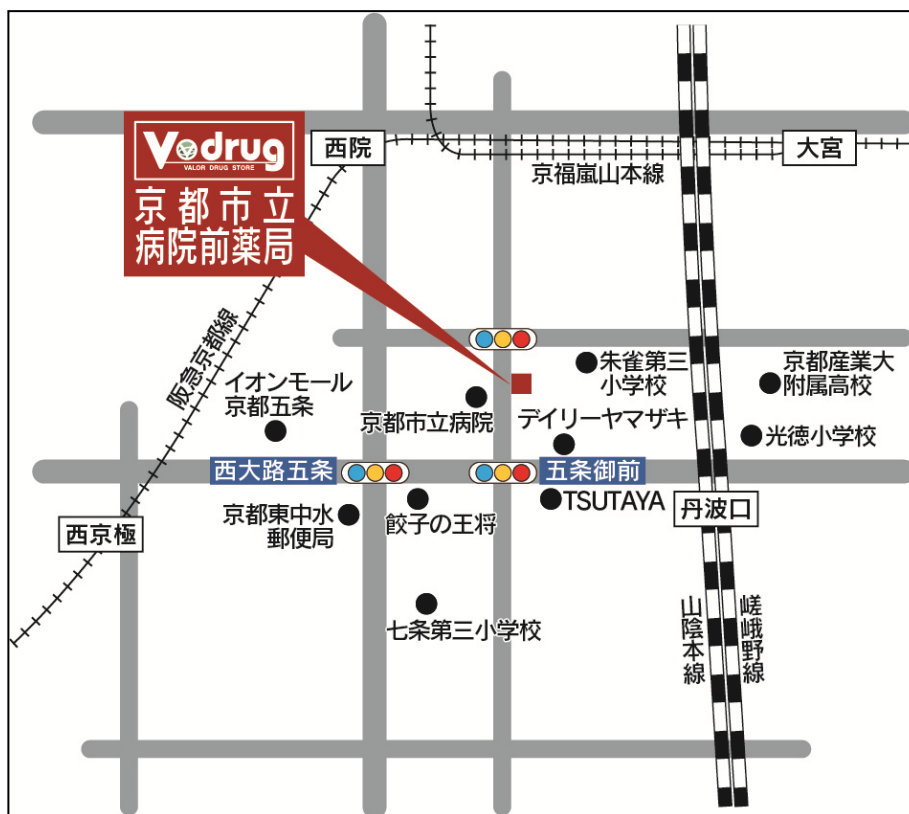 Vdrug
VALOR DRUG STORE
京都市立
病院前薬局
西院
大宮
京福嵐山本線
阪急京都線
イオンモール
京都五条
京都市立病院
朱雀第三
小学校
京都産業大
附属高校
デイリーヤマザキ
光徳小学校
西大路五条
五条御前
京都東中水
郵便局
餃子の王将
TSUTAYA
丹波口
西京極
七条第三小学校
山陰本線
嵯峨野線